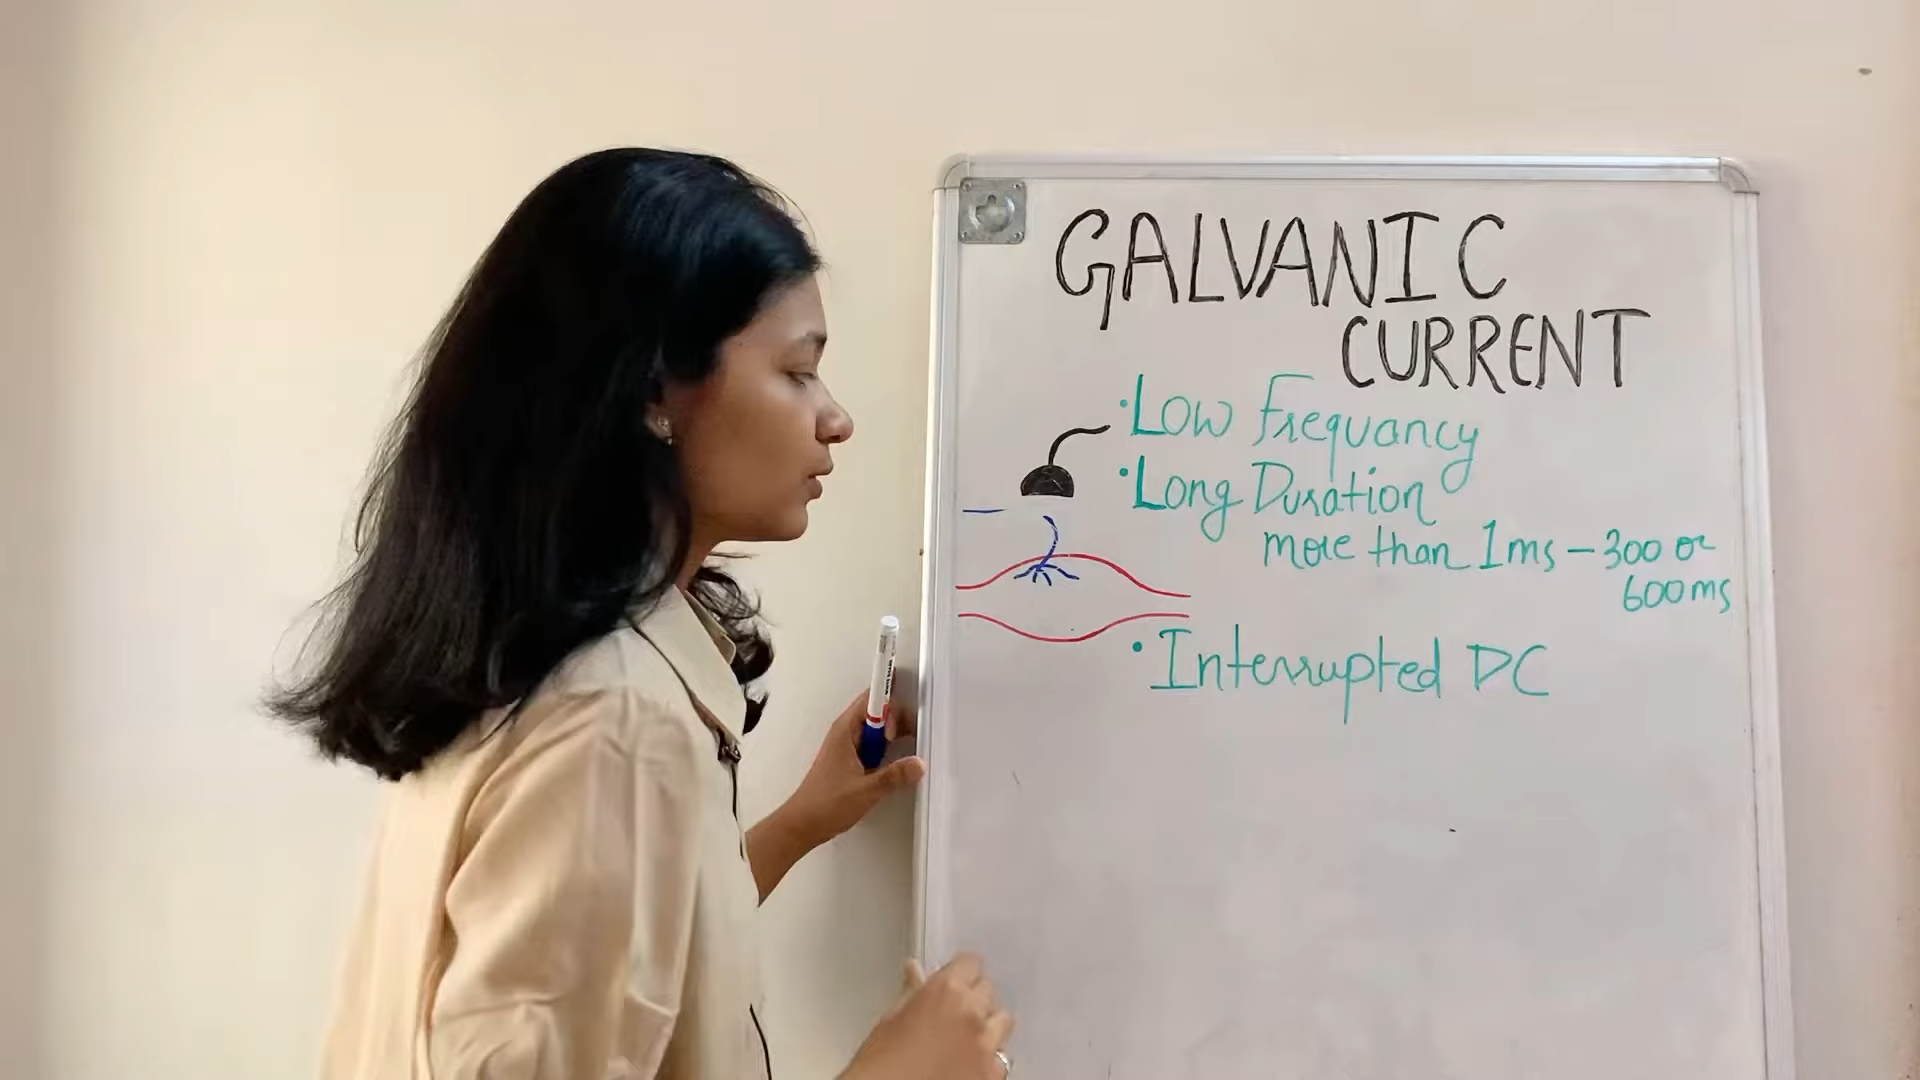 GALVANIC
CURRENT
• Low Frequancy
• Long Duration
more than 1ms – 300 or
600ms
• Interrupted DC